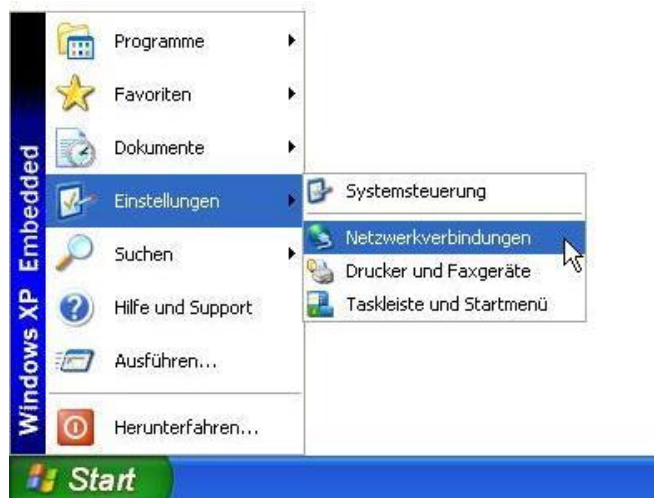 Programme
Favoriten
Dokumente
Einstellungen
Suchen
Hilfe und Support
Ausführen...
Herunterfahren...
Systemsteuerung
Netzwerkverbindungen
Drucker und Faxgeräte
Taskleiste und Startmenü
Windows XP Embedded
Start